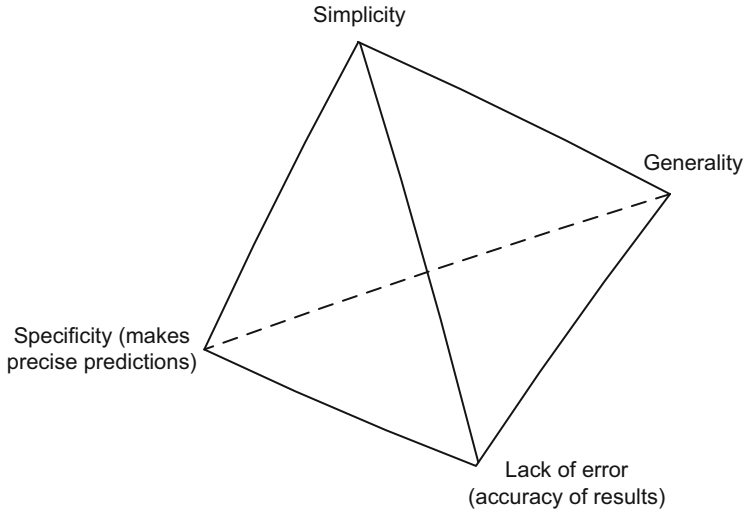 Simplicity
Generality
Specificity (makes
precise predictions)
Lack of error
(accuracy of results)